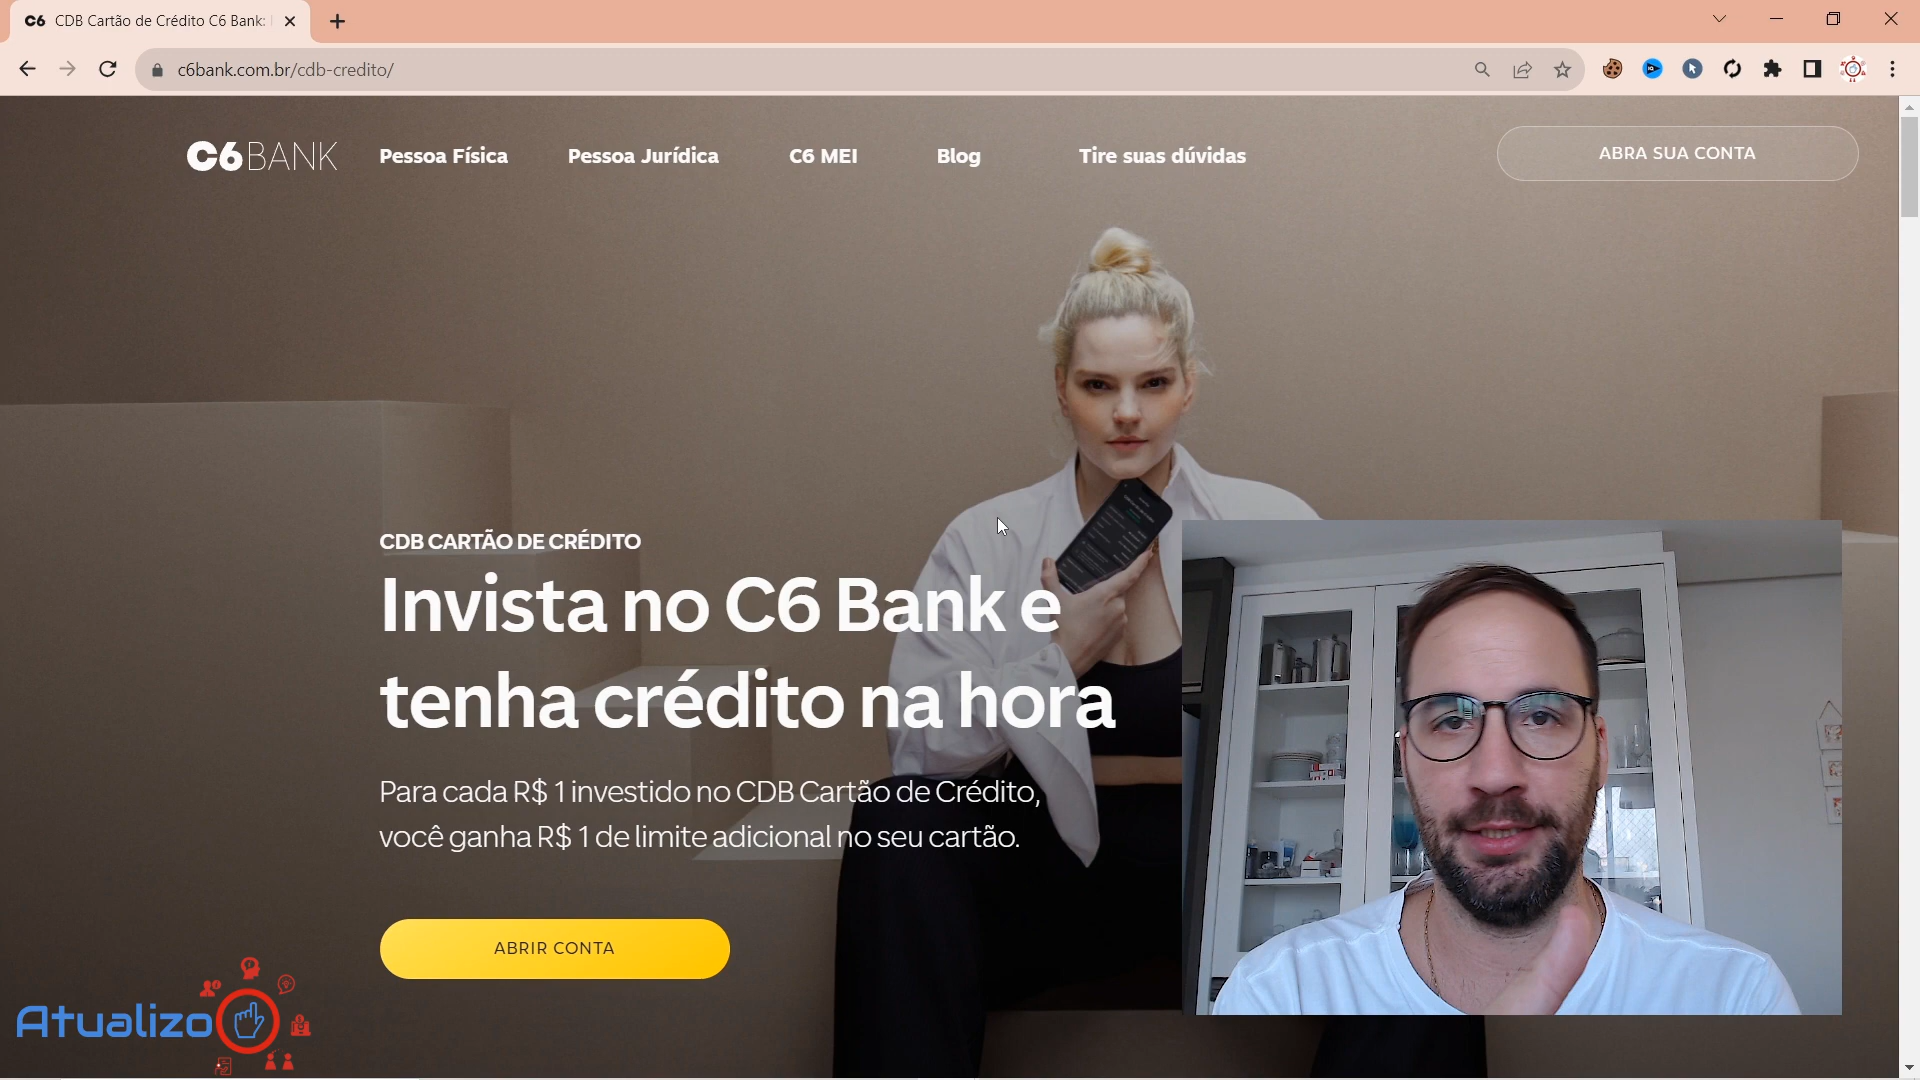 C6 CDB Cartão de Crédito C6 Bank:
c6bank.com.br/cdb-credito/
C6BANK Pessoa Física Pessoa Jurídica C6 MEI Blog Tire suas dúvidas ABRA SUA CONTA
CDB CARTÃO DE CRÉDITO
Invista no C6 Bank e
tenha crédito na hora
Para cada R$ 1 investido no CDB Cartão de Crédito,
você ganha R$ 1 de limite adicional no seu cartão.
ABRIR CONTA
Atualizo